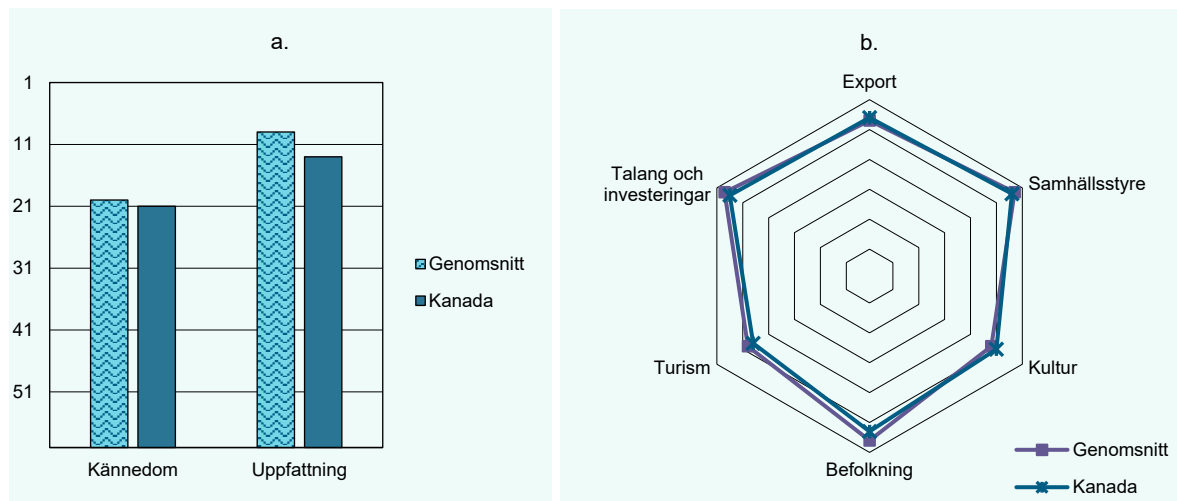 a.
1
11
21
31
41
51
Kännedom
Uppfattning
Genomsnitt
Kanada
b.
Export
Samhällsstyre
Kultur
Befolkning
Turism
Talang och
investeringar
Genomsnitt
Kanada